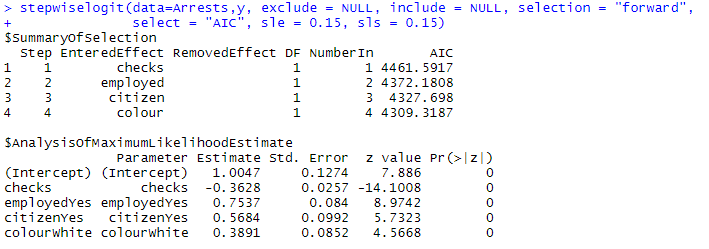 > stepwiselogit(data=Arrests,y, exclude = NULL, include = NULL, selection = "forward",
+ select = "AIC", sle = 0.15, sls = 0.15)
$SummaryOfSelection
Step EnteredEffect RemovedEffect DF NumberIn AIC
1 1 checks 1 1 4461.5917
2 2 employed 1 2 4372.1808
3 3 citizen 1 3 4327.698
4 4 colour 1 4 4309.3187
$AnalysisOfMaximumLikelihoodEstimate
Parameter Estimate Std. Error z value Pr(>|z|)
(Intercept) (Intercept) 1.0047 0.1274 7.886 0
checks checks -0.3628 0.0257 -14.1008 0
employedYes employedYes 0.7537 0.084 8.9742 0
citizenYes citizenYes 0.5684 0.0992 5.7323 0
colourWhite colourWhite 0.3891 0.0852 4.5668 0